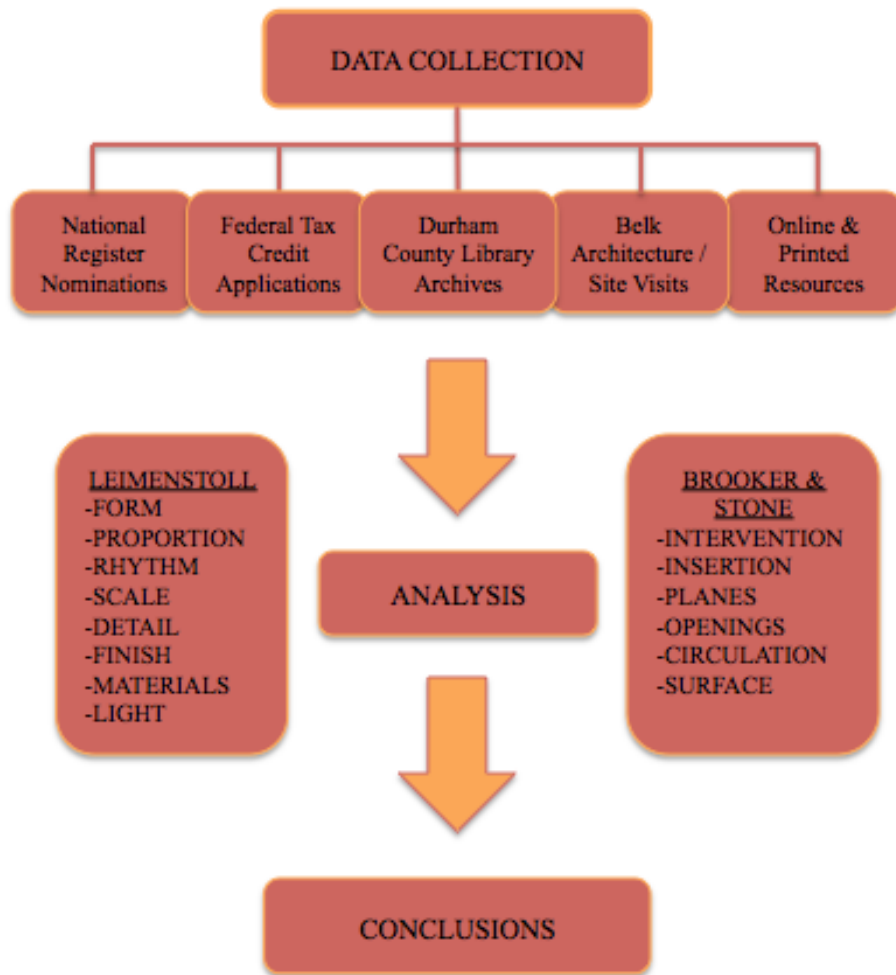 DATA COLLECTION
National
Register
Nominations
Federal Tax
Credit
Applications
Durham
County Library
Archives
Belk
Architecture /
Site Visits
Online &
Printed
Resources
LEIMENSTOLL
-FORM
-PROPORTION
-RHYTHM
-SCALE
-DETAIL
-FINISH
-MATERIALS
-LIGHT
ANALYSIS
BROOKER &
STONE
-INTERVENTION
-INSERTION
-PLANES
-OPENINGS
-CIRCULATION
-SURFACE
CONCLUSIONS